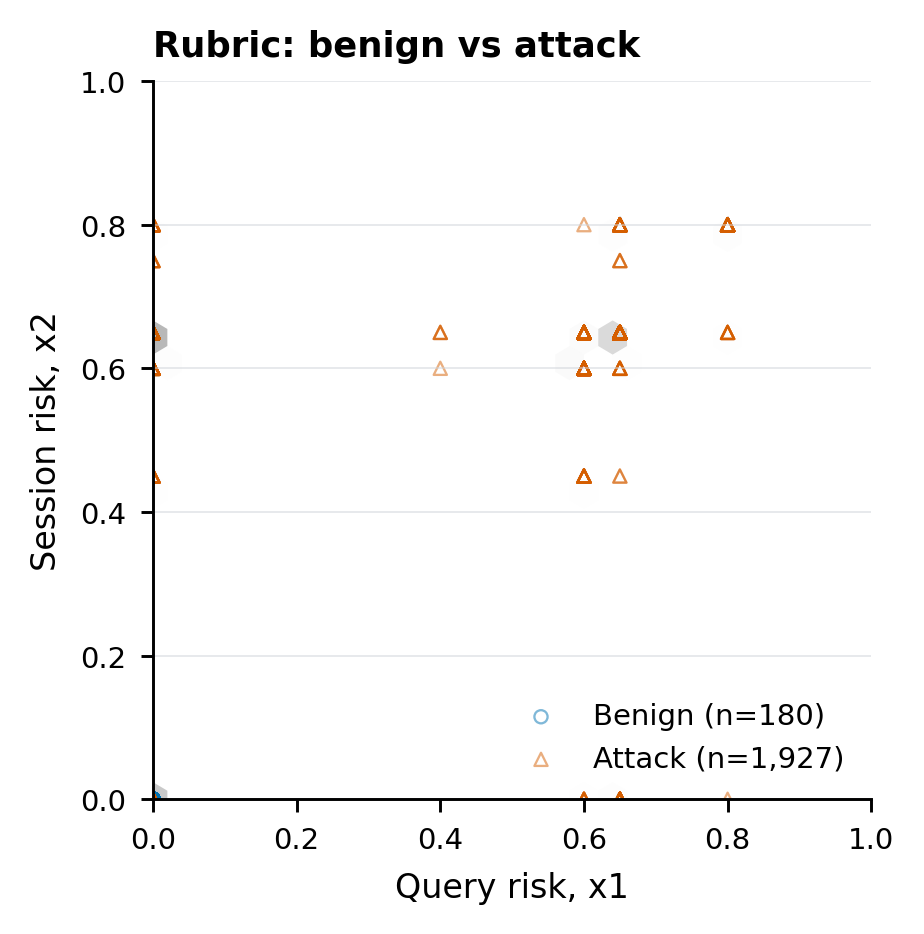 Rubric: benign vs attack
1.0
0.8
0.6
0.4
0.2
0.0
Session risk, x2
Benign (n=180)
Attack (n=1,927)
0.0 0.2 0.4 0.6 0.8 1.0
Query risk, x1